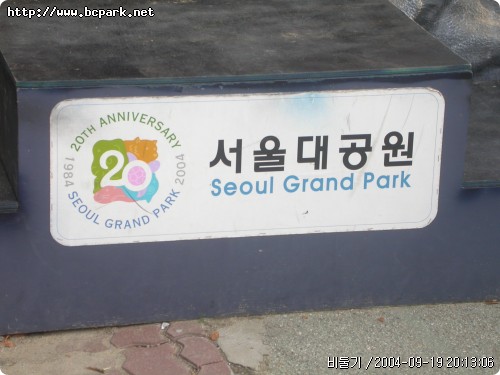 http://www.bcpark.net
20TH ANNIVERSARY
1984 SEOUL GRAND PARK 2004
20
서울대공원
Seoul Grand Park
비둘기 / 2004-09-19 20:13:06